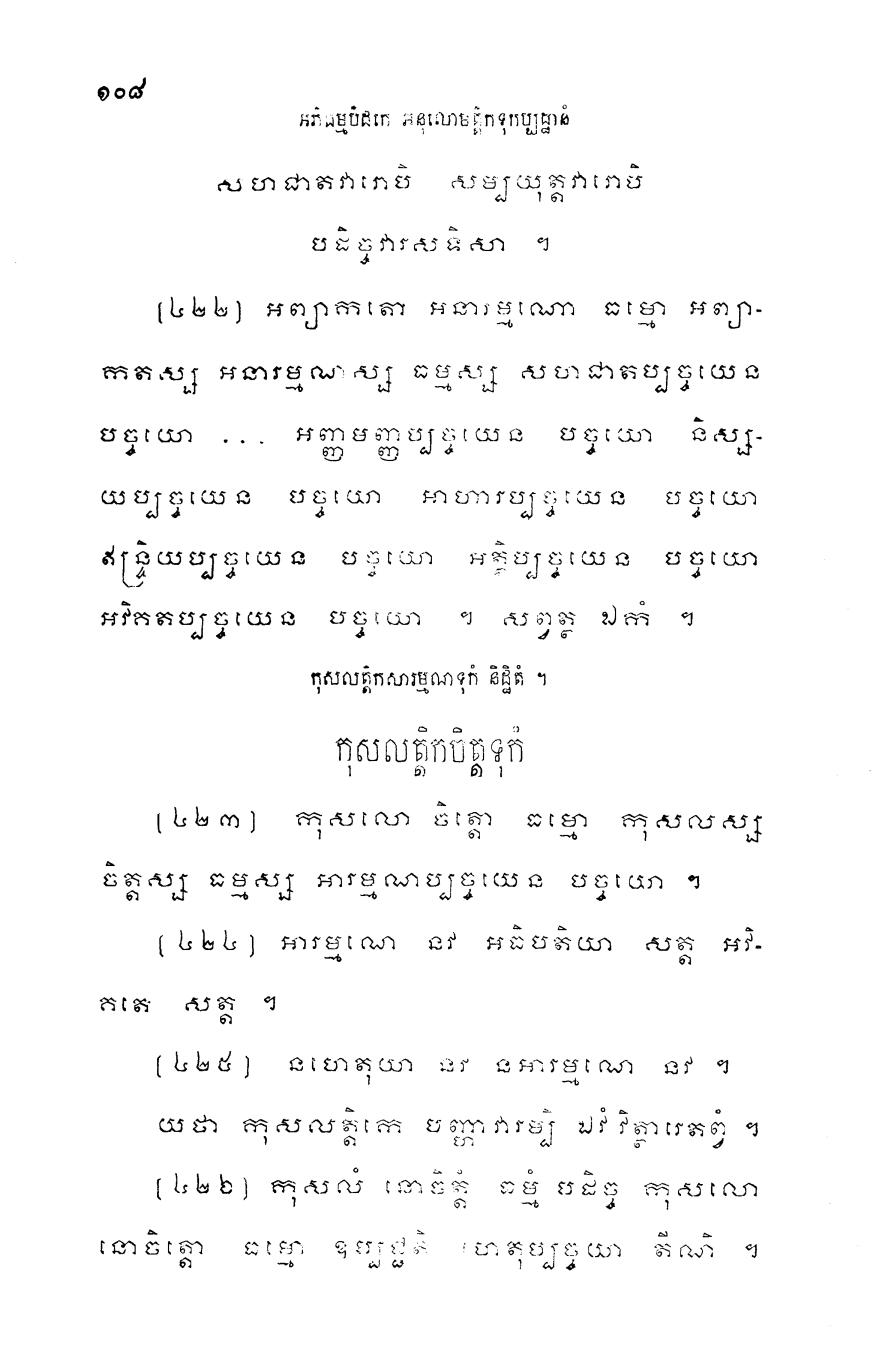 ១០៨
អភិធម្មបិដកេ អនុលោមត្តិកទុកប្បដ្ឋានំ
សហជាតវារោបិ សម្បយុត្តវារោបិ
បដិច្ចវារសទិសា ។
(៤២២) អព្យាកតោ អនារម្មណោ ធម្មោ អព្យា-
កតស្ស អនារម្មណស្ស ធម្មស្ស សហជាតប្បច្ចយេន
បច្ចយោ ... អញ្ញមញ្ញប្បច្ចយេន បច្ចយោ និស្ស-
យប្បច្ចយេន បច្ចយោ អាហារប្បច្ចយេន បច្ចយោ
ឥន្ទ្រិយប្បច្ចយេន បច្ចយោ អត្ថិប្បច្ចយេន បច្ចយោ
អវិគតប្បច្ចយេន បច្ចយោ ។ សព្វត្ថ ឯកំ ។
កុសលត្តិកសារម្មណទុកំ និដ្ឋិតំ ។
កុសលត្តិកចិត្តទុកំ
(៤២៣) កុសលោ ចិត្តោ ធម្មោ កុសលស្ស
ចិត្តស្ស ធម្មស្ស អារម្មណប្បច្ចយេន បច្ចយោ ។
(៤២៤) អារម្មណេ នវ អធិបតិយា សត្ត អវិ-
គតេ សត្ត ។
(៤២៥) នហេតុយា នវ នអារម្មណេ នវ ។
យថា កុសលត្តិកេ បញ្ហាវារម្បិ ឯវំ វិត្ថារេតព្វំ ។
(៤២៦) កុសលំ នោចិត្តំ ធម្មំ បដិច្ច កុសលោ
នោចិត្តោ ធម្មោ ឧប្បជ្ជតិ ហេតុប្បច្ចយា តីណិ ។